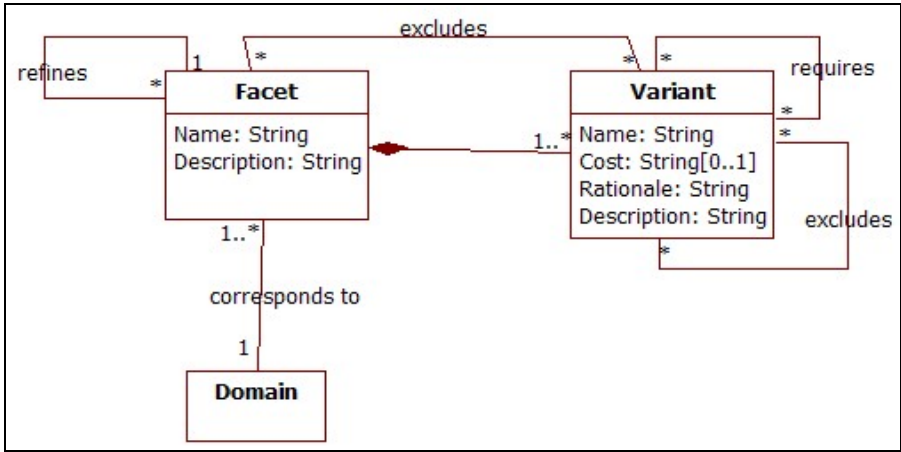 excludes
*
*
refines
1
*
Facet
Name: String
Description: String
1..*
Variant
Name: String
Cost: String[0..1]
Rationale: String
Description: String
*
requires
*
*
excludes
*
1..*
corresponds to
1
Domain